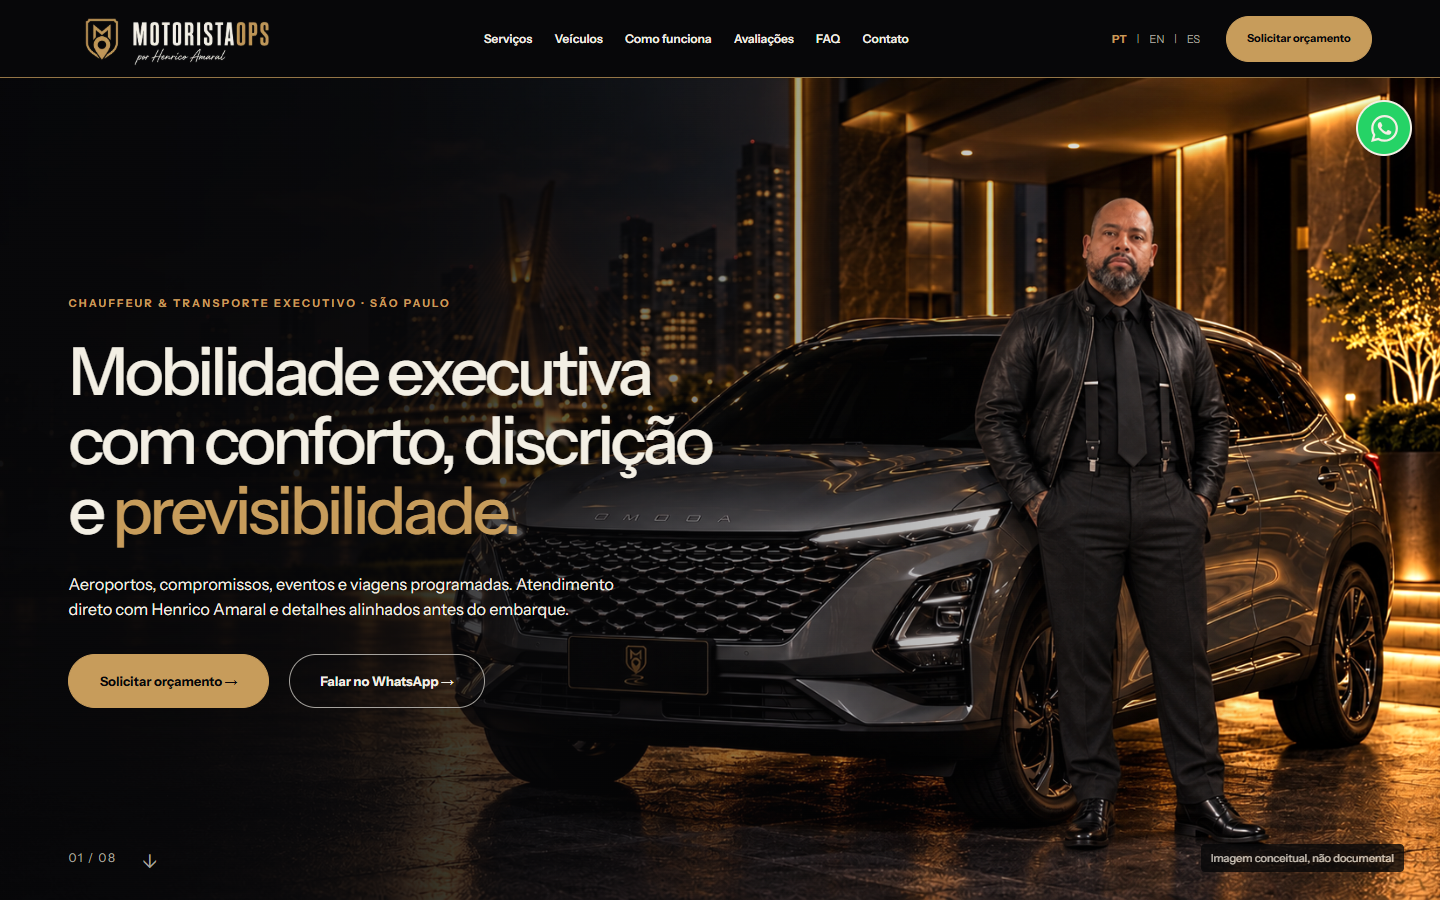 MOTORISTAOPS
por Henrico Amaral
Serviços
Veículos
Como funciona
Avaliações
FAQ
Contato
PT | EN | ES
Solicitar orçamento
CHAUFFEUR & TRANSPORTE EXECUTIVO · SÃO PAULO
Mobilidade executiva
com conforto, discrição
e previsibilidade.
Aeroportos, compromissos, eventos e viagens programadas. Atendimento
direto com Henrico Amaral e detalhes alinhados antes do embarque.
Solicitar orçamento →
Falar no WhatsApp →
OMODA
01 / 08
Imagem conceitual, não documental